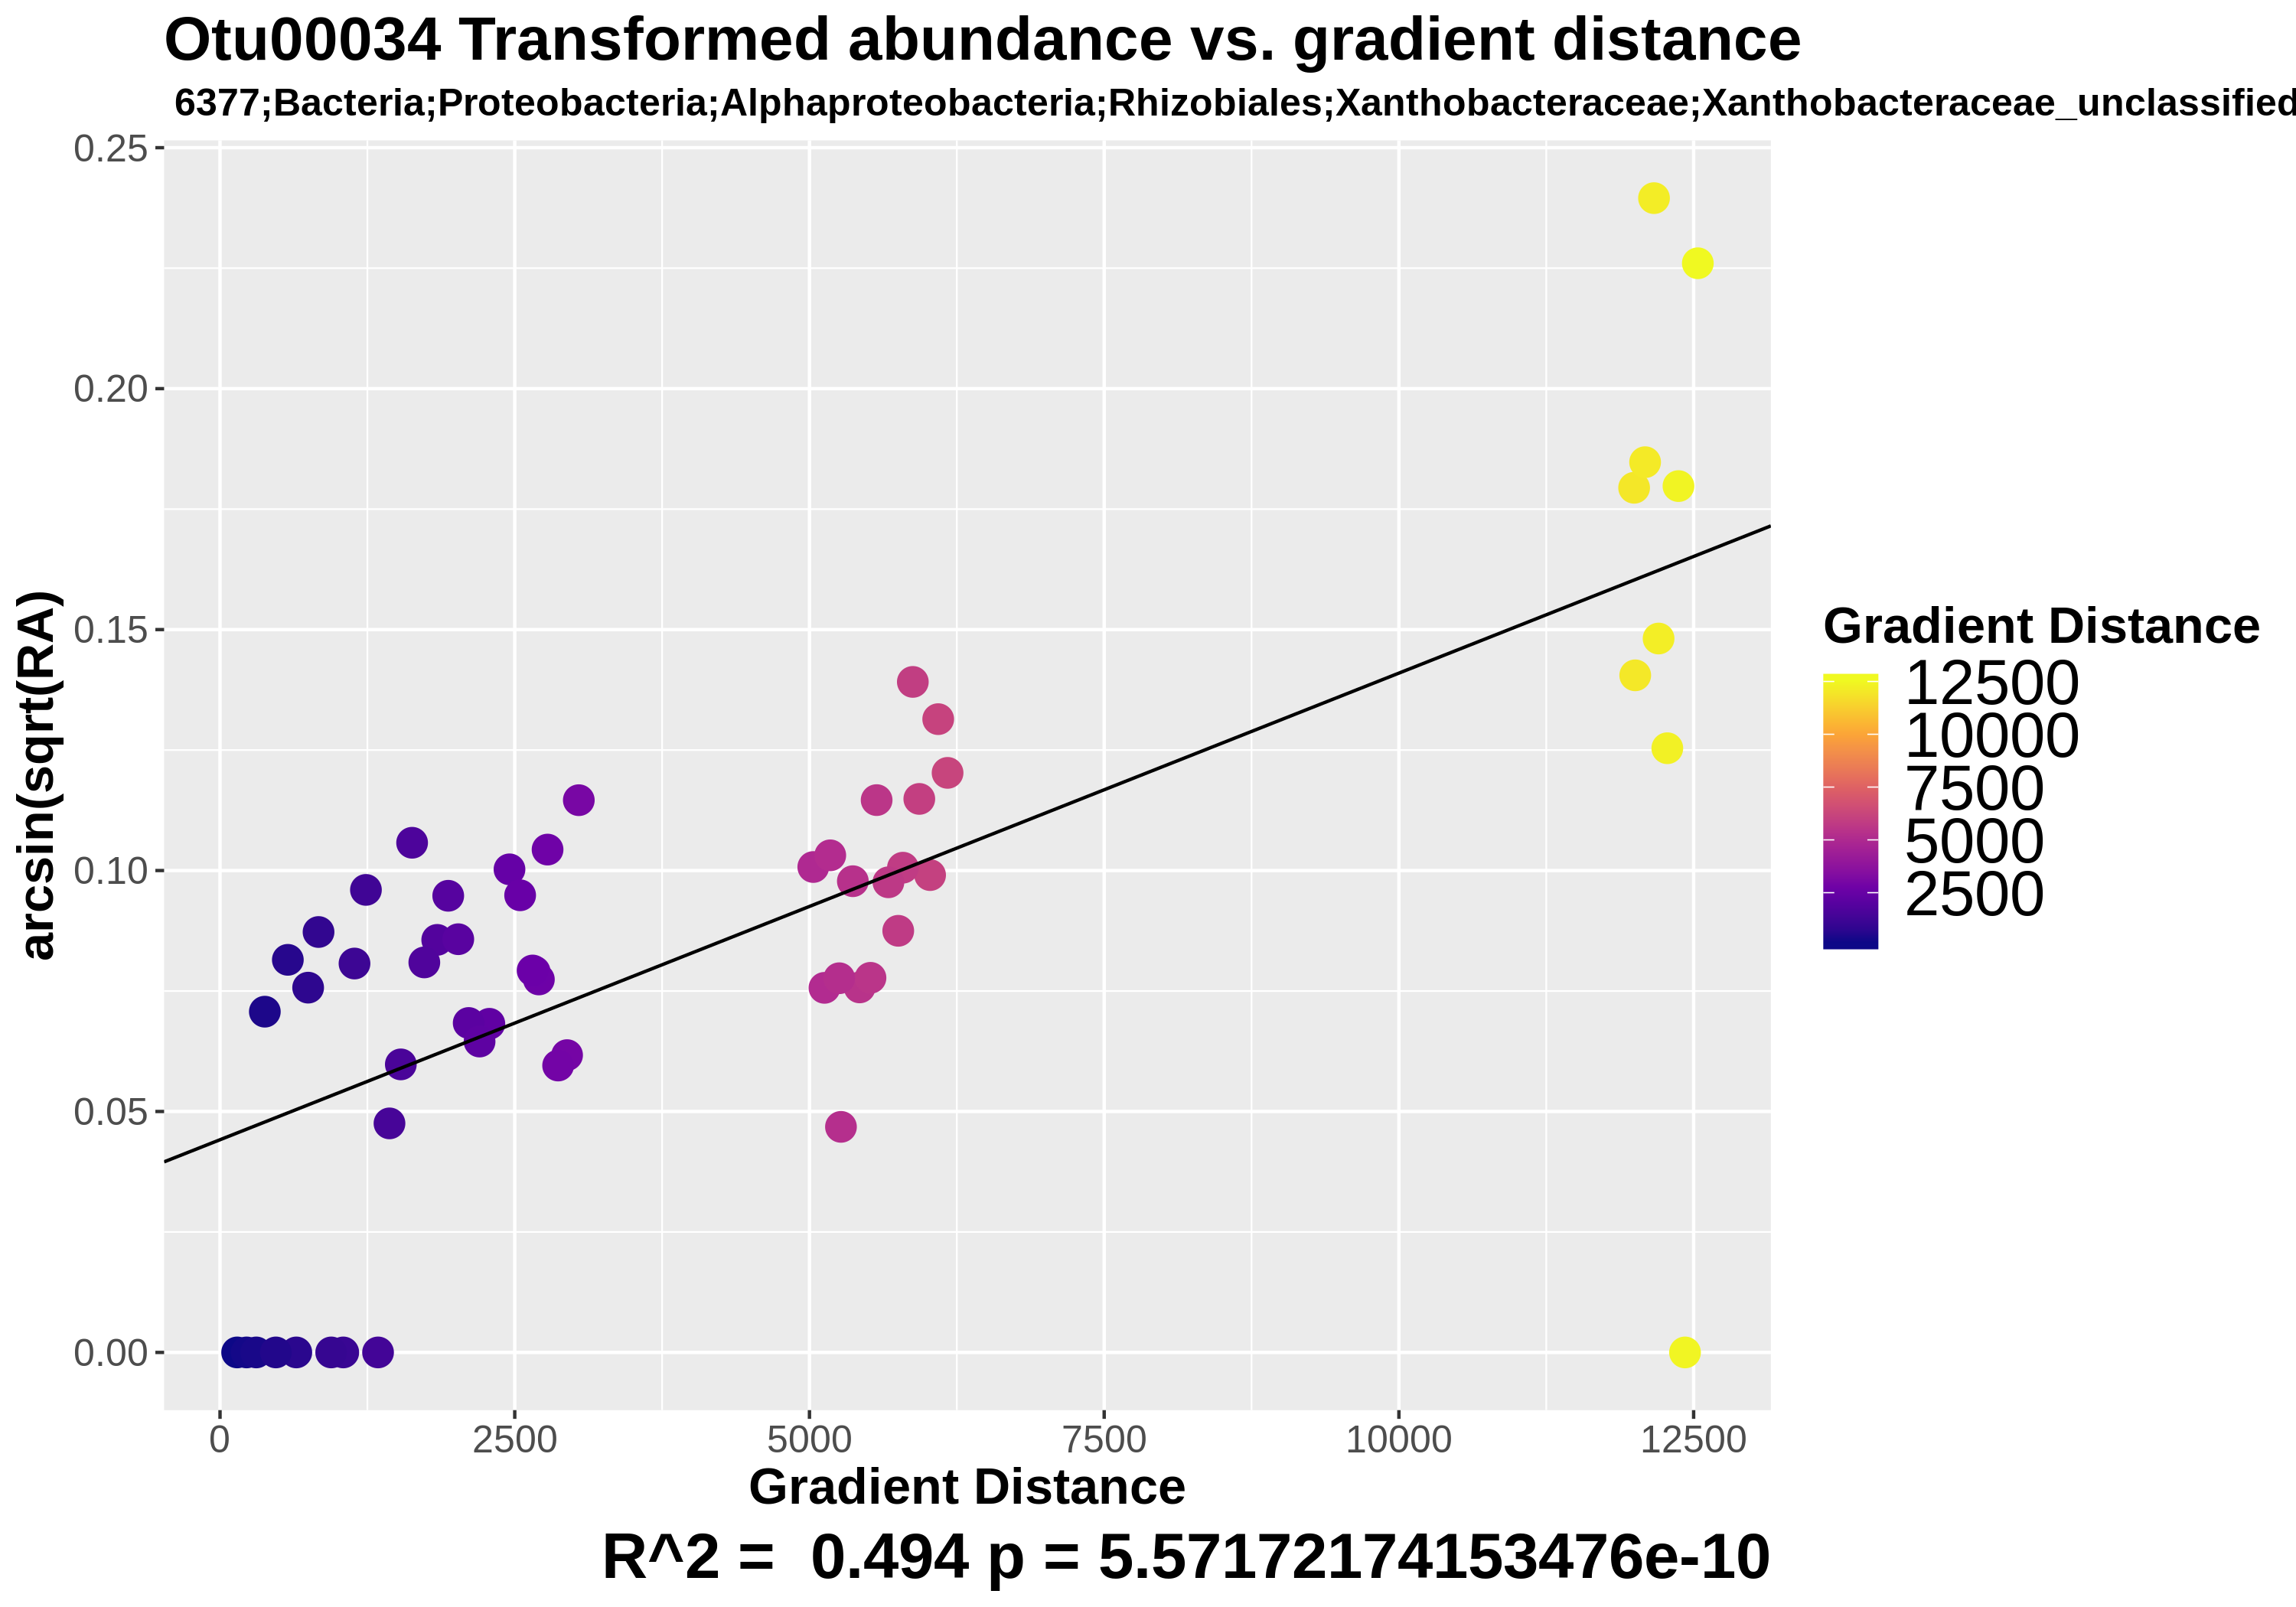 Otu00034 Transformed abundance vs. gradient distance
6377;Bacteria;Proteobacteria;Alphaproteobacteria;Rhizobiales;Xanthobacteraceae;Xanthobacteraceae_unclassified
0.25
0.20
0.15
0.10
0.05
0.00
arcsin(sqrt(RA)
0 2500 5000 7500 10000 12500
Gradient Distance
R^2 =  0.494 p = 5.57172174153476e-10
Gradient Distance
12500
10000
7500
5000
2500